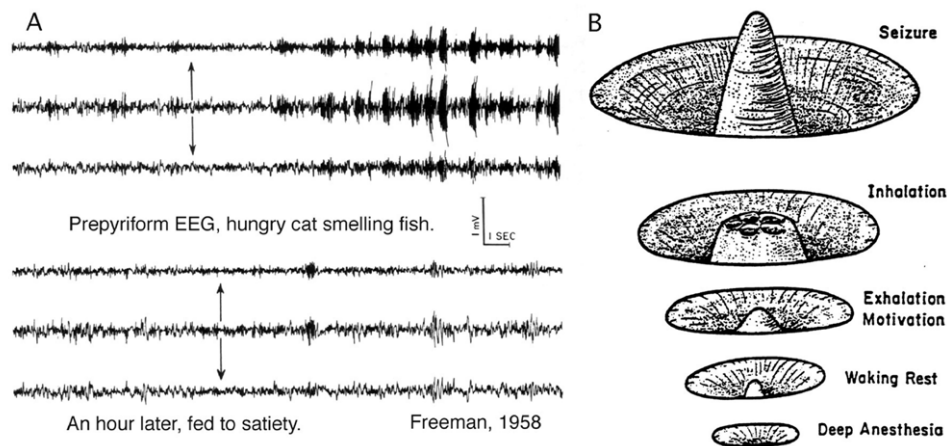 A
B
Seizure
Prepyriform EEG, hungry cat smelling fish.
1 mV
1 SEC
Inhalation
Exhalation
Motivation
Waking Rest
An hour later, fed to satiety.
Freeman, 1958
Deep Anesthesia